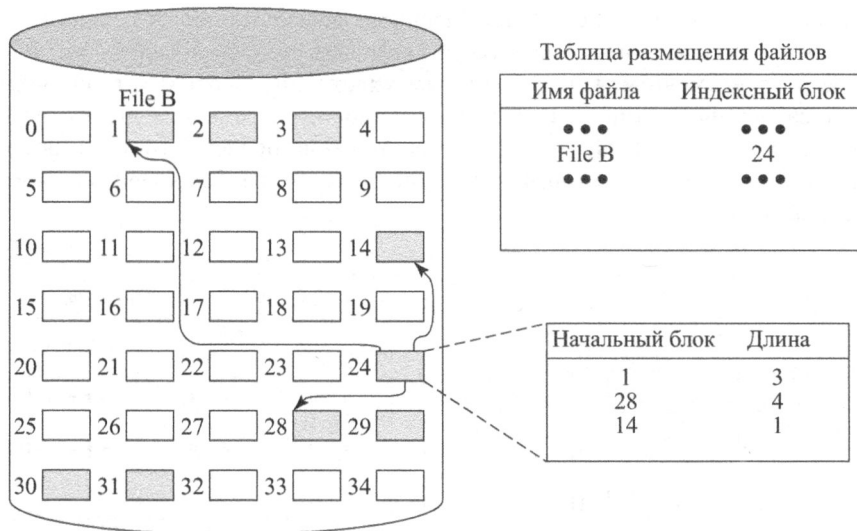 File B
0 1 2 3 4
5 6 7 8 9
10 11 12 13 14
15 16 17 18 19
20 21 22 23 24
25 26 27 28 29
30 31 32 33 34
Таблица размещения файлов
Имя файла Индексный блок
••• •••
File B 24
••• •••
Начальный блок Длина
1 3
28 4
14 1